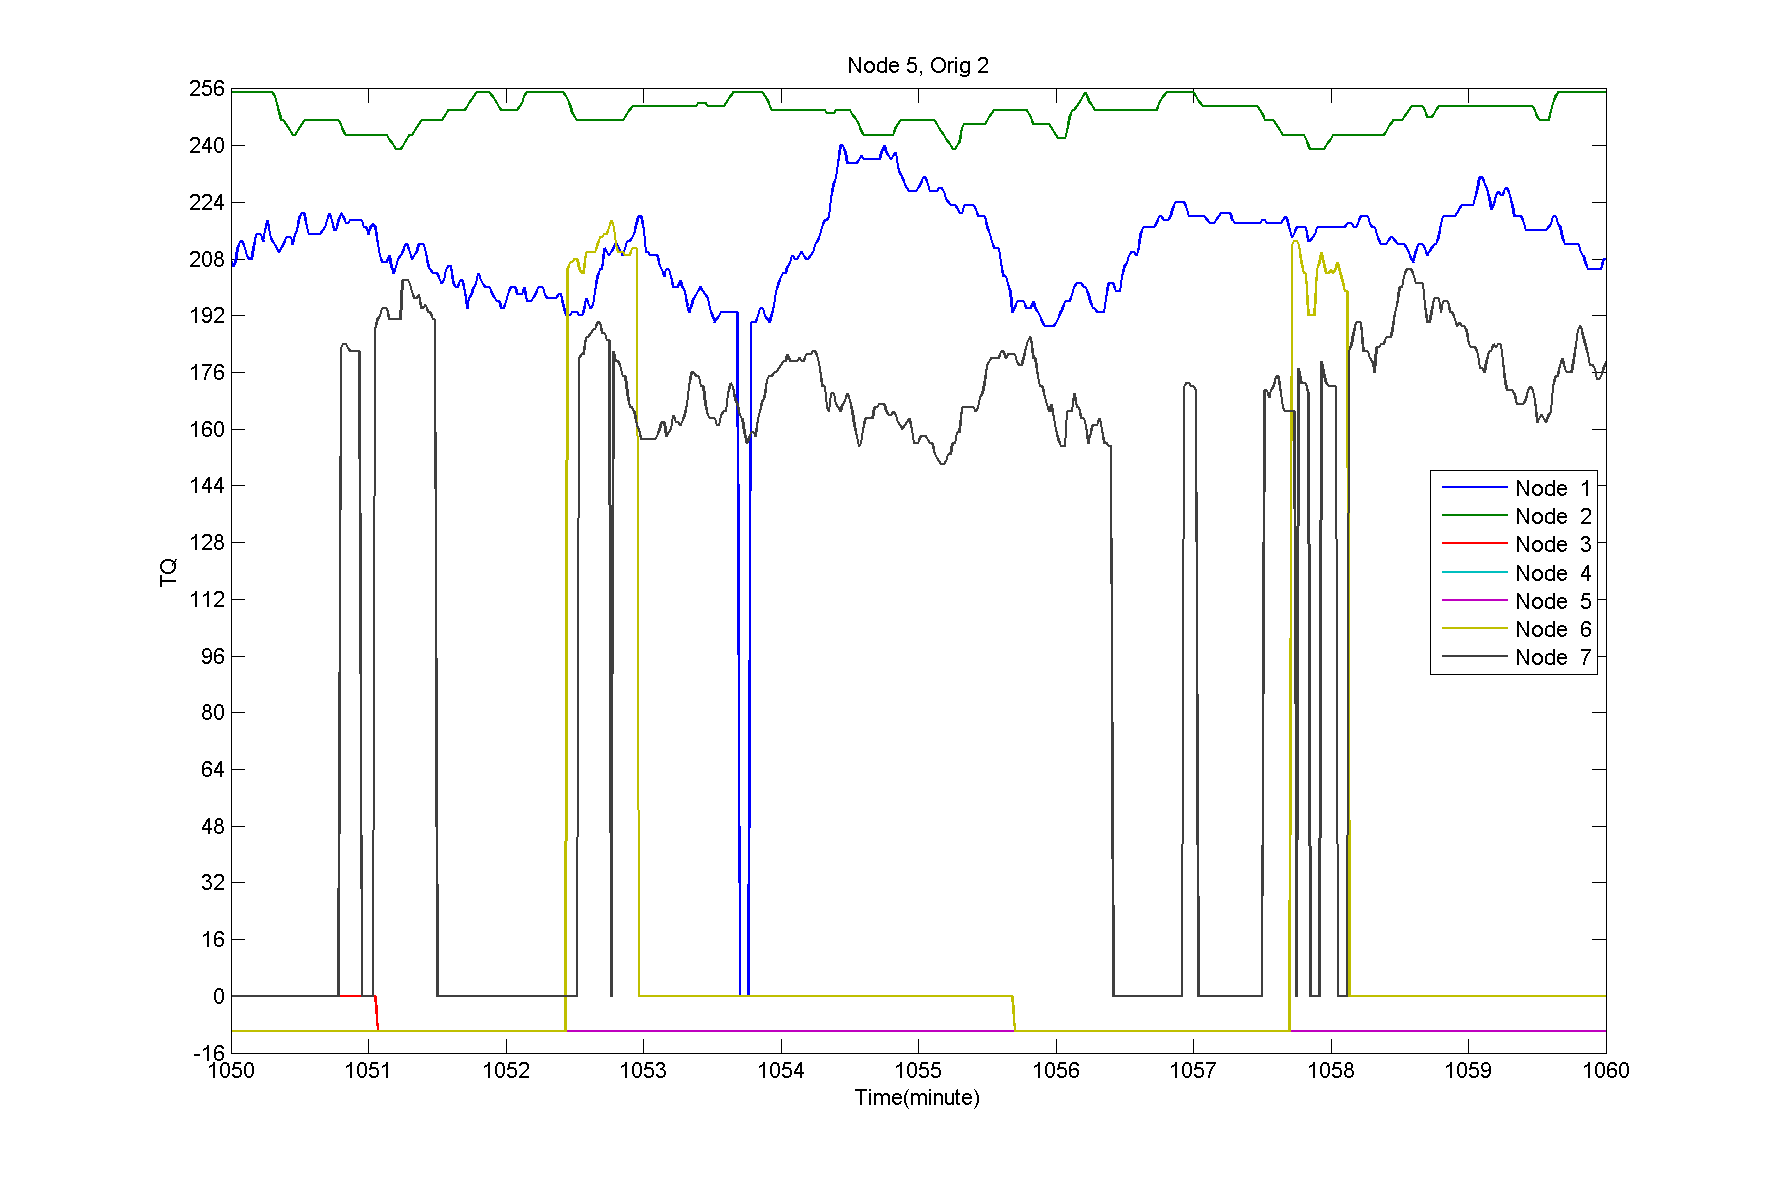 Node 5, Orig 2
256
240
224
208
192
176
160
144
128
112
96
80
64
48
32
16
0
-16
TQ
Node 1
Node 2
Node 3
Node 4
Node 5
Node 6
Node 7
1050 1051 1052 1053 1054 1055 1056 1057 1058 1059 1060
Time(minute)